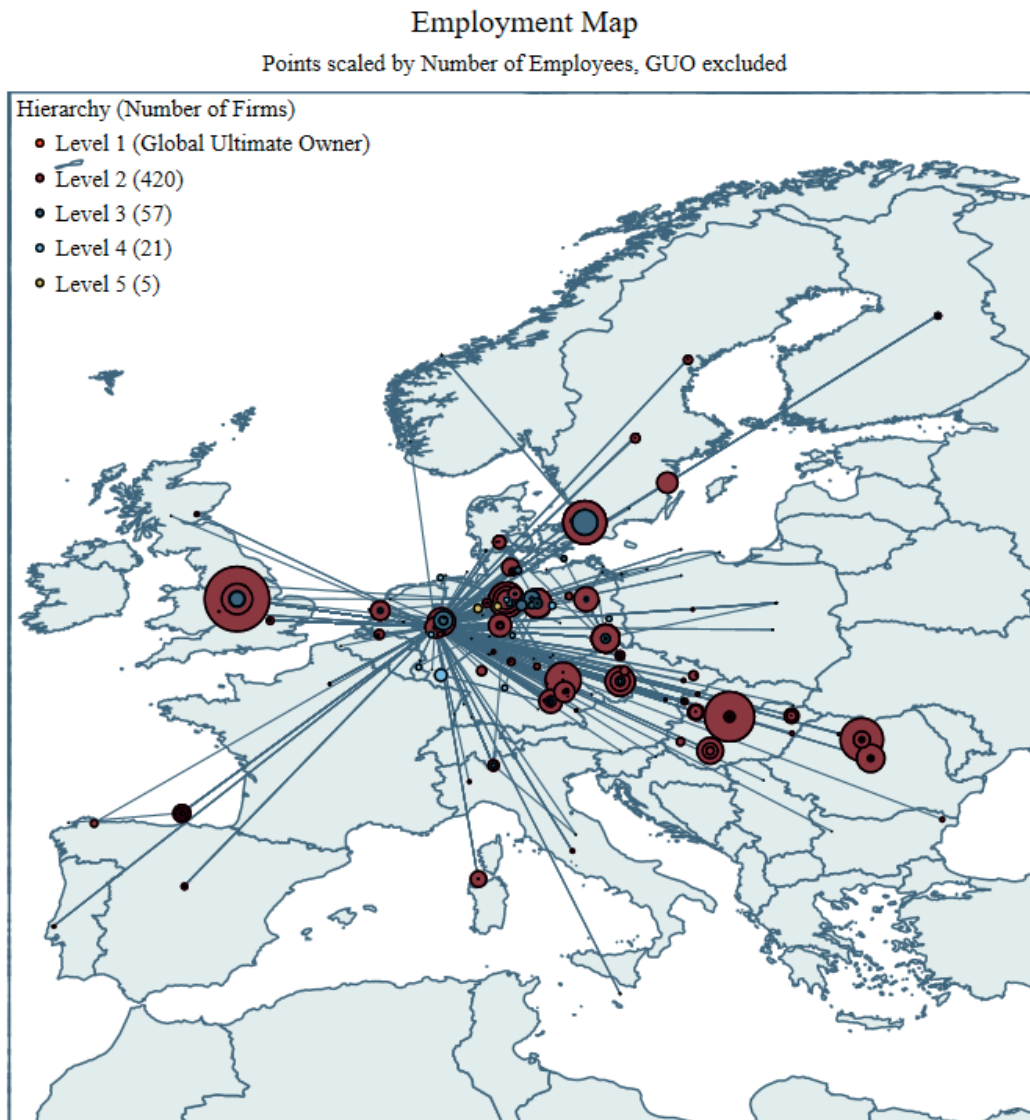 Employment Map
Points scaled by Number of Employees, GUO excluded
Hierarchy (Number of Firms)
Level 1 (Global Ultimate Owner)
Level 2 (420)
Level 3 (57)
Level 4 (21)
Level 5 (5)